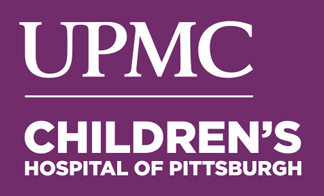 UPMC
CHILDREN'S
HOSPITAL OF PITTSBURGH